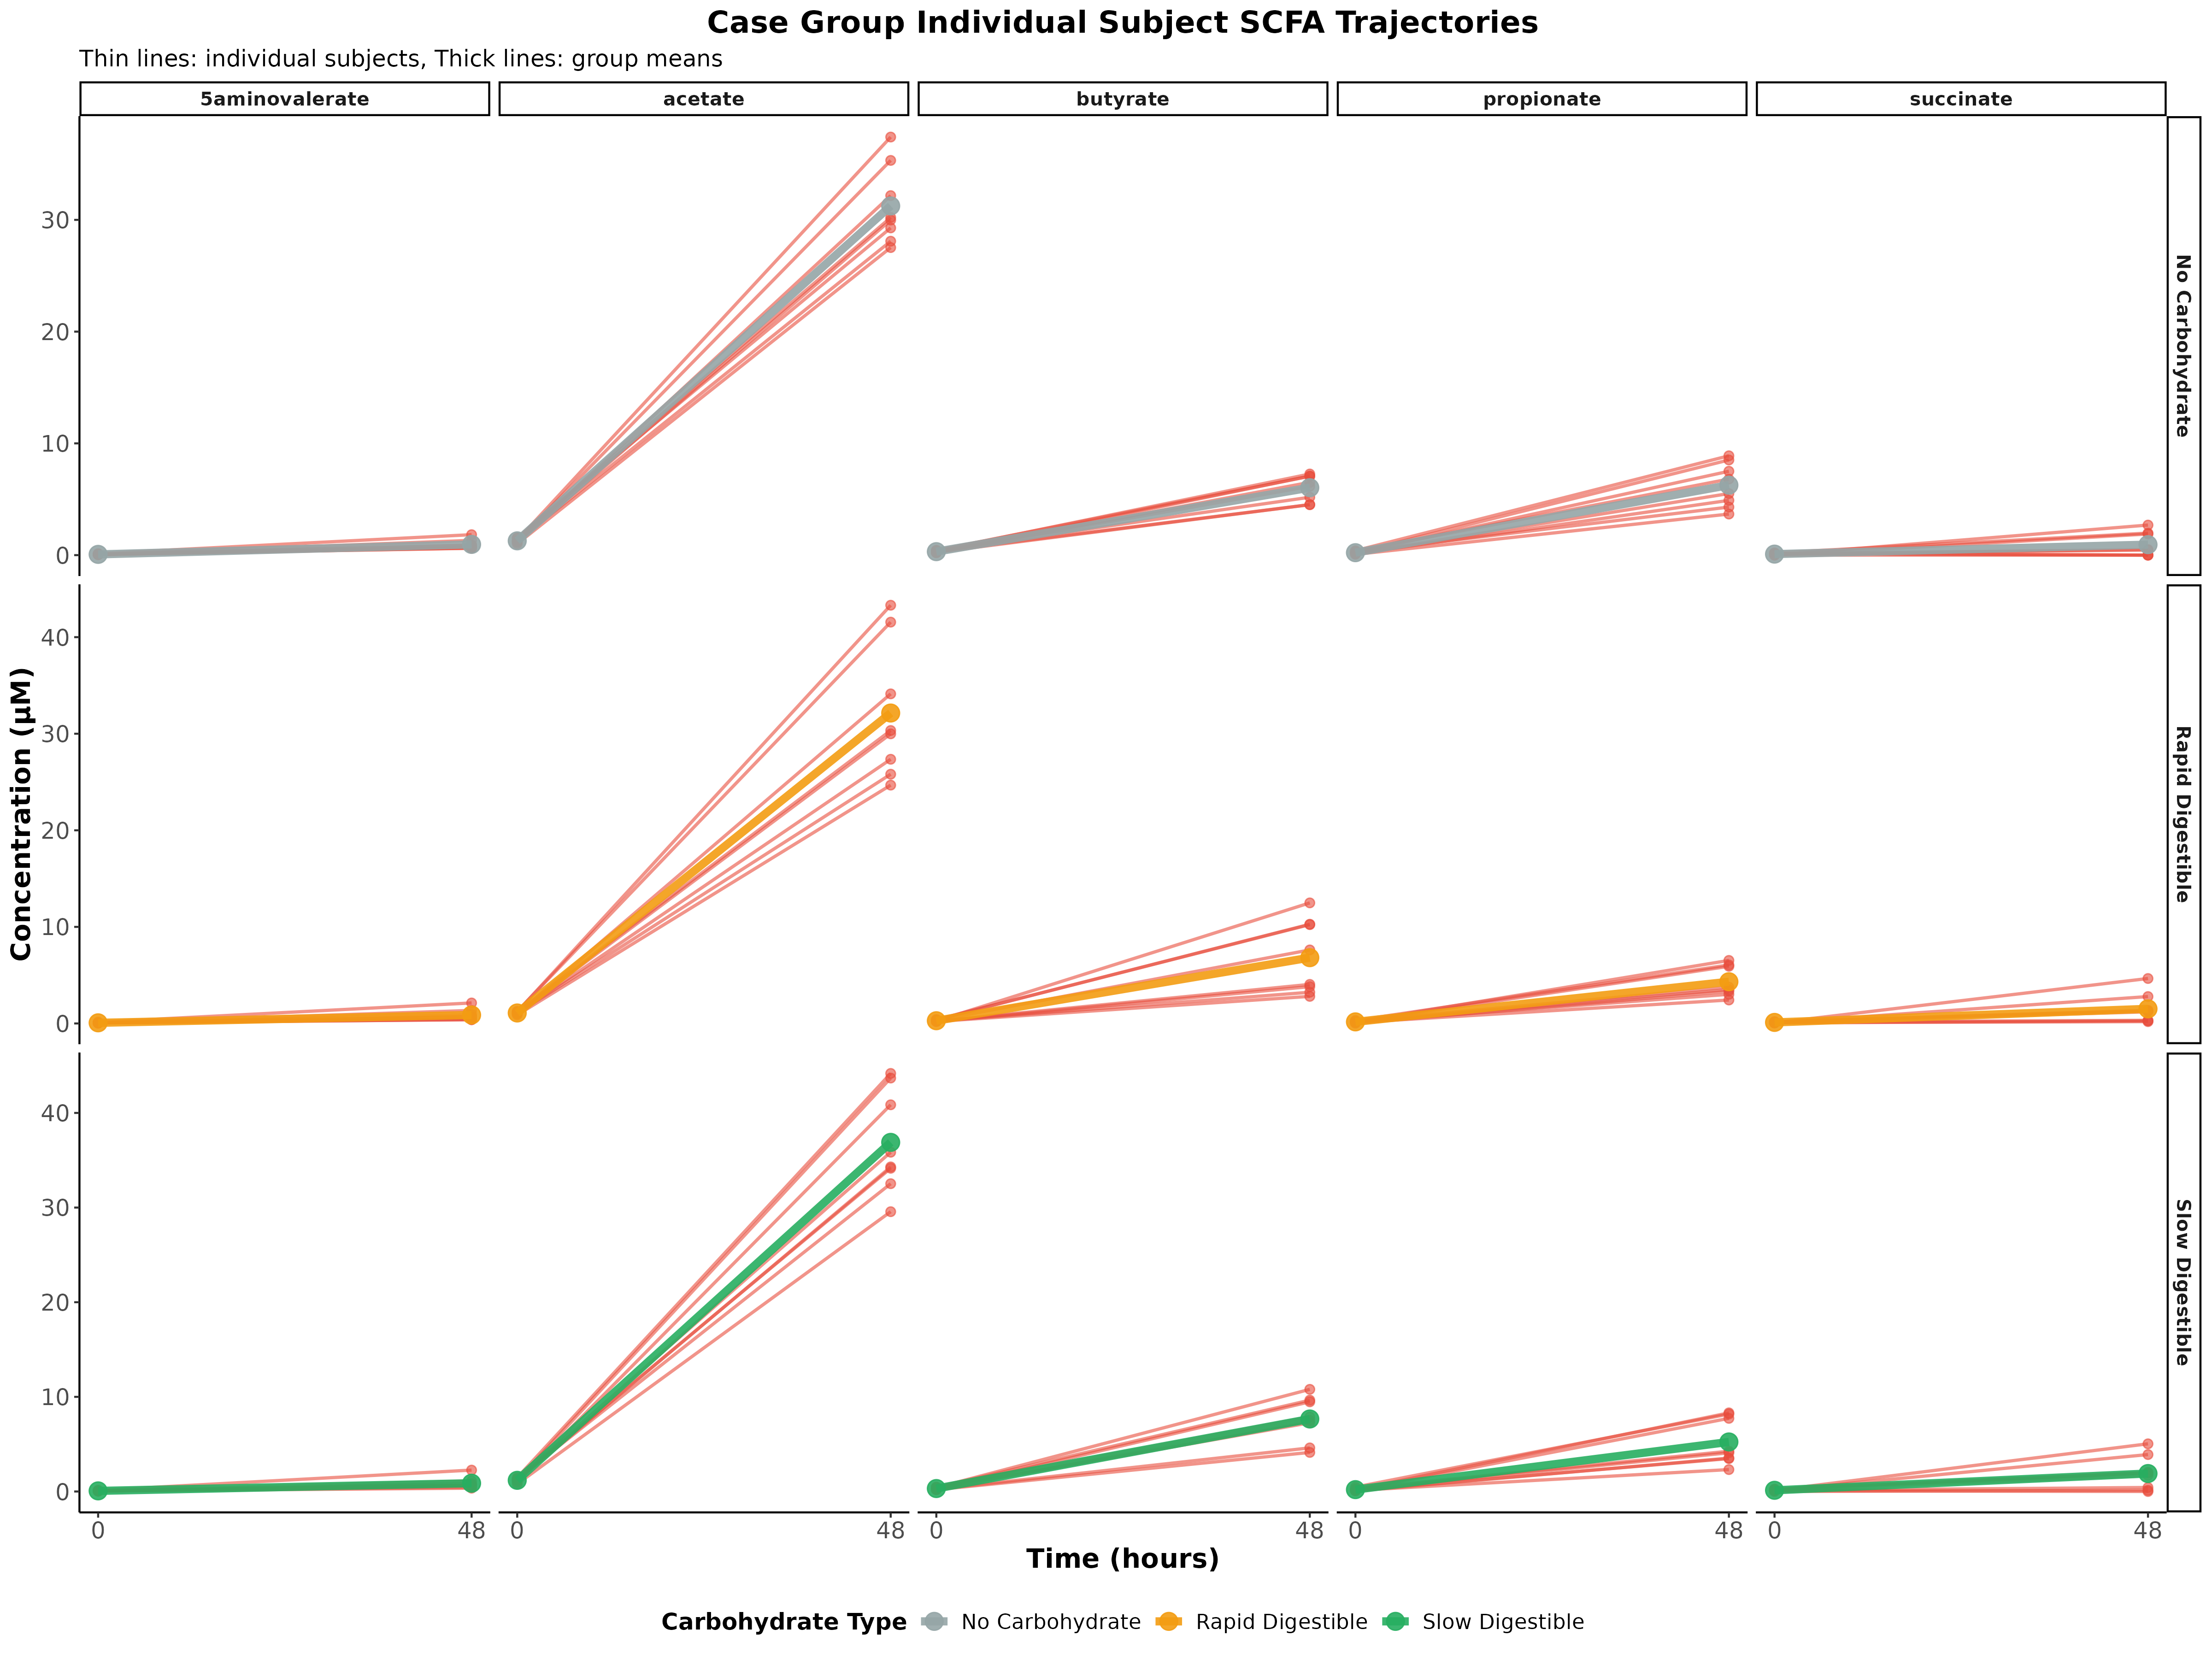 Case Group Individual Subject SCFA Trajectories
Thin lines: individual subjects, Thick lines: group means
5aminovalerate acetate butyrate propionate succinate
30
20
10
0
No Carbohydrate
40
30
20
10
0
Rapid Digestible
40
30
20
10
0
Slow Digestible
Concentration (µM)
0 48 0 48 0 48 0 48 0 48
Time (hours)
Carbohydrate Type No Carbohydrate Rapid Digestible Slow Digestible